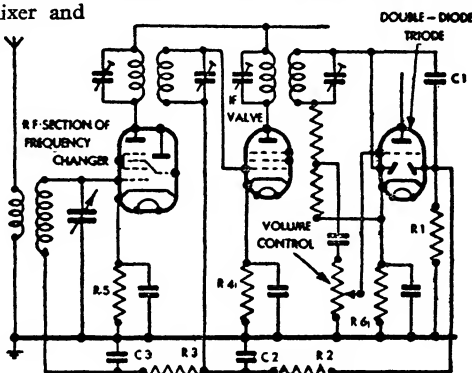 ixer and
DOUBLE-DIODE
TRIODE
C1
IF
VALVE
RF·SECTION OF
FREQUENCY
CHANGER
VOLUME
CONTROL
R1
R5
R4
R6
C3
R3
C2
R2